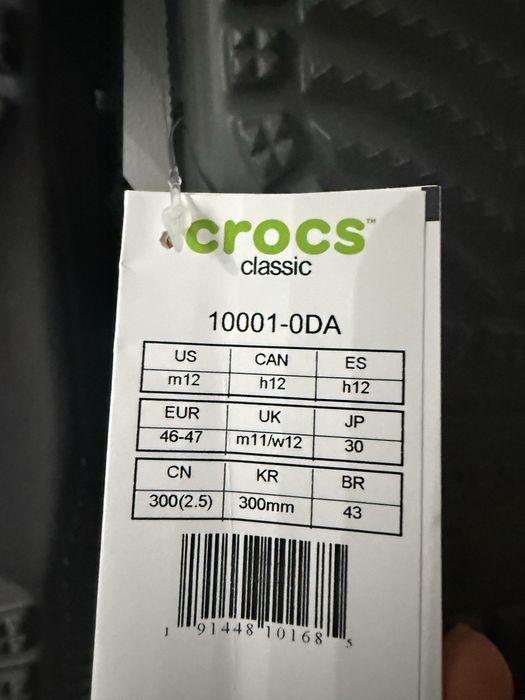 crocs™
classic
10001-0DA
US CAN ES
m12 h12 h12
EUR UK JP
46-47 m11/w12 30
CN KR BR
300(2.5) 300mm 43
1 91448 10168 5